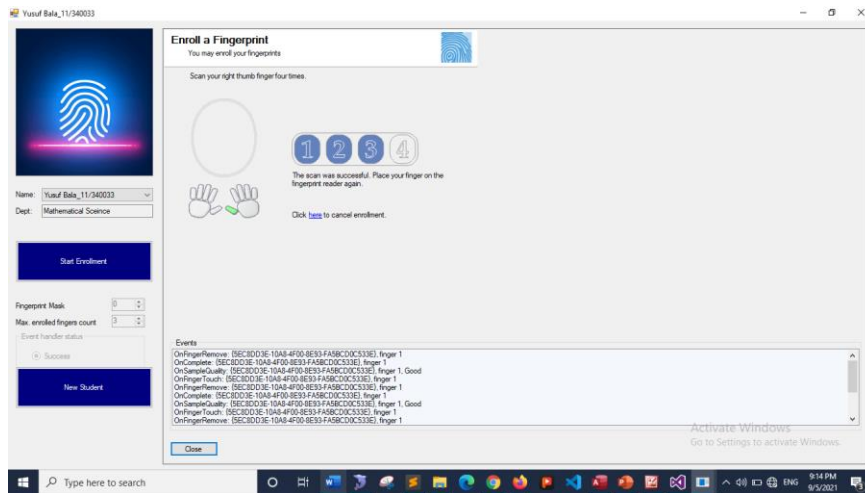 Yusuf Bala_11/340033
Enroll a Fingerprint
You may enroll your fingerprints
Scan your right thumb finger four times.
1 2 3 4
The scan was successful. Place your finger on the
fingerprint reader again.
Click here to cancel enrollment.
Name: Yusuf Bala_11/340033
Dept: Mathematical Sceince
Start Enrollment
Fingerprint Mask 0
Max. enrolled fingers count 3
Event handler status
Success
New Student
Events
OnFingerRemove: {5EC8DD3E-10A8-4F00-8E93-FA5BCD0C533E}, finger 1
OnComplete: {5EC8DD3E-10A8-4F00-8E93-FA5BCD0C533E}, finger 1
OnSampleQuality: {5EC8DD3E-10A8-4F00-8E93-FA5BCD0C533E}, finger 1, Good
OnFingerTouch: {5EC8DD3E-10A8-4F00-8E93-FA5BCD0C533E}, finger 1
OnFingerRemove: {5EC8DD3E-10A8-4F00-8E93-FA5BCD0C533E}, finger 1
OnComplete: {5EC8DD3E-10A8-4F00-8E93-FA5BCD0C533E}, finger 1
OnSampleQuality: {5EC8DD3E-10A8-4F00-8E93-FA5BCD0C533E}, finger 1, Good
OnFingerTouch: {5EC8DD3E-10A8-4F00-8E93-FA5BCD0C533E}, finger 1
OnFingerRemove: {5EC8DD3E-10A8-4F00-8E93-FA5BCD0C533E}, finger 1
Close
Activate Windows
Go to Settings to activate Windows.
Type here to search
ENG
9:14 PM
9/5/2021